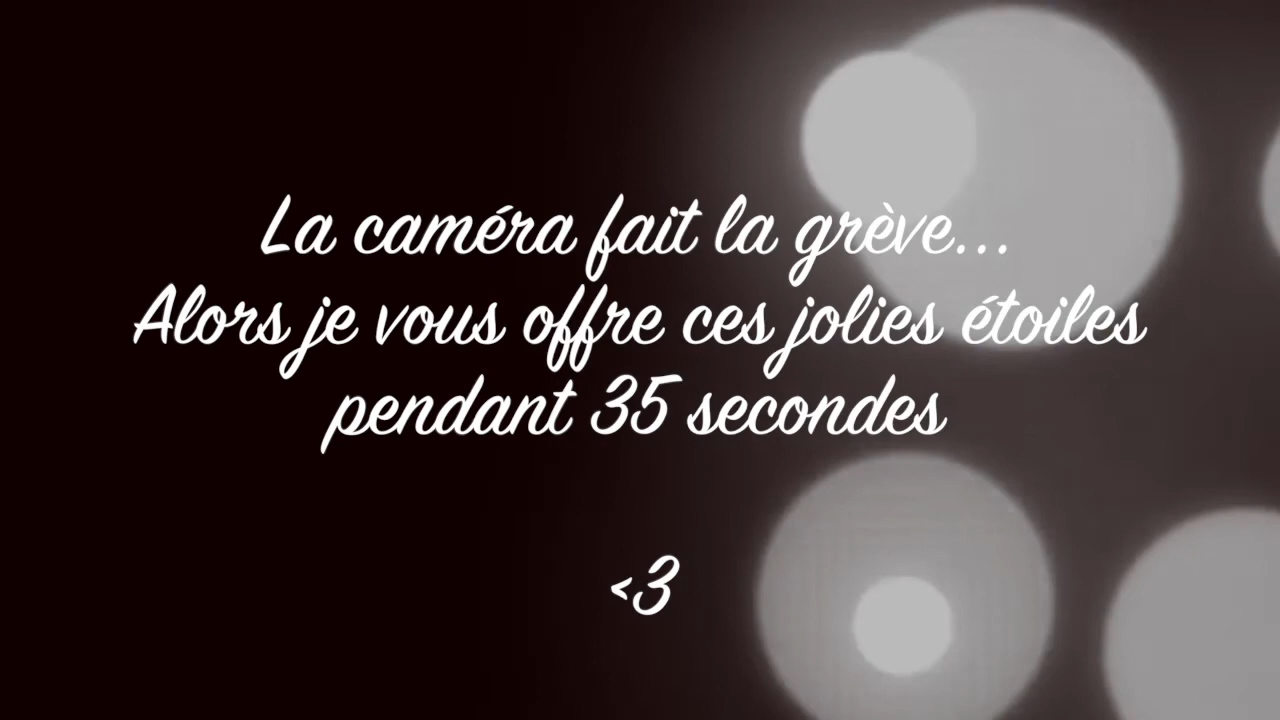 La caméra fait la grève...
Alors je vous offre ces jolies étoiles
pendant 35 secondes
<3